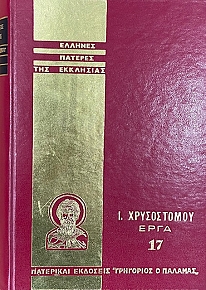 ΕΛΛΗΝΕΣ
ΠΑΤΕΡΕΣ
ΤΗΣ ΕΚΚΛΗΣΙΑΣ
Ι. ΧΡΥΣΟΣΤΟΜΟΥ
ΕΡΓΑ
17
ΠΑΤΕΡΙΚΑΙ ΕΚΔΟΣΕΙΣ "ΓΡΗΓΟΡΙΟΣ Ο ΠΑΛΑΜΑΣ,,